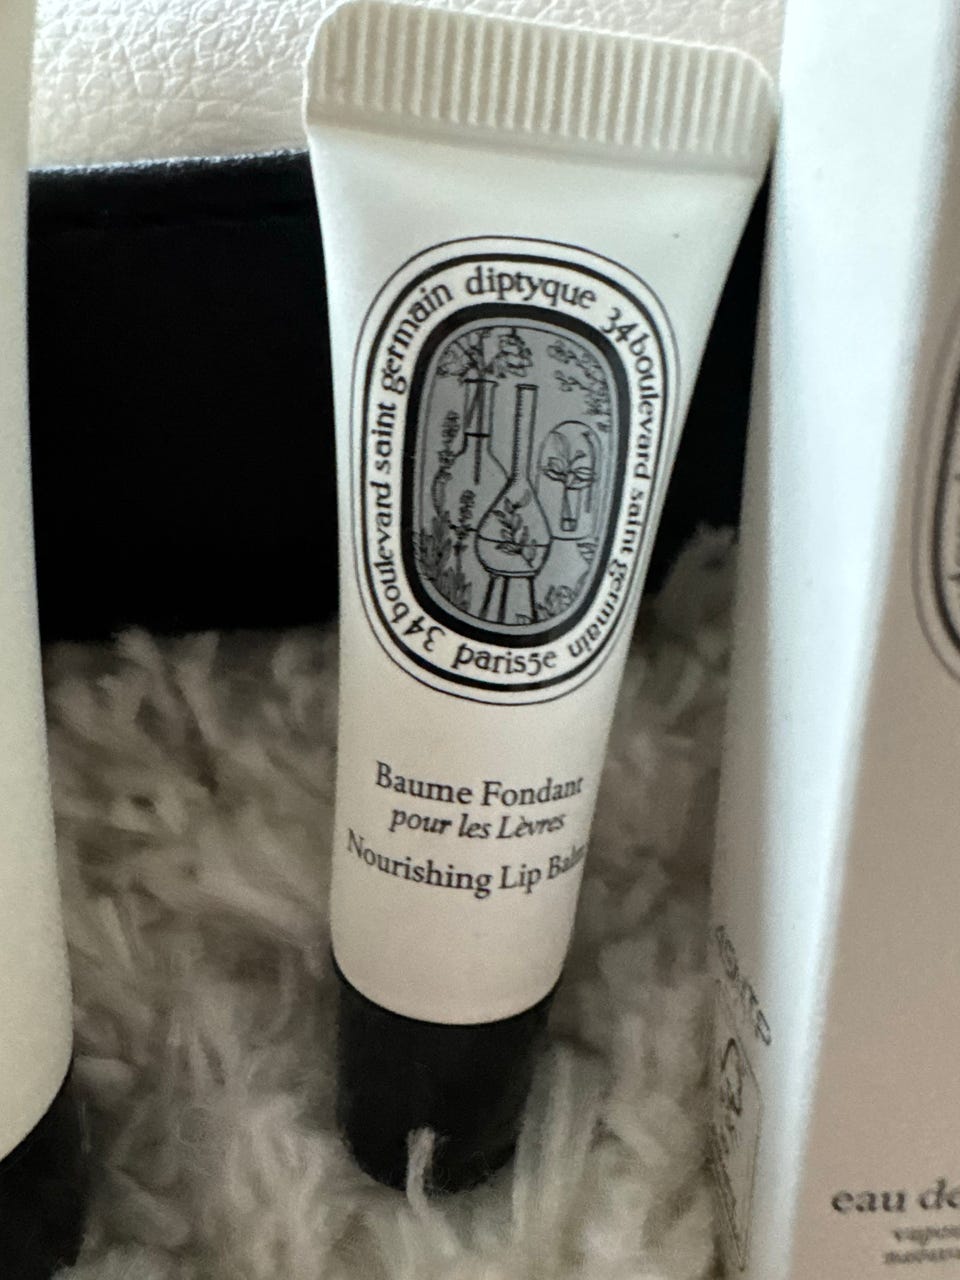 diptyque 34 boulevard saint germain paris5e 34 boulevard saint germain
Baume Fondant
pour les Lèvres
Nourishing Lip Balm
eau de